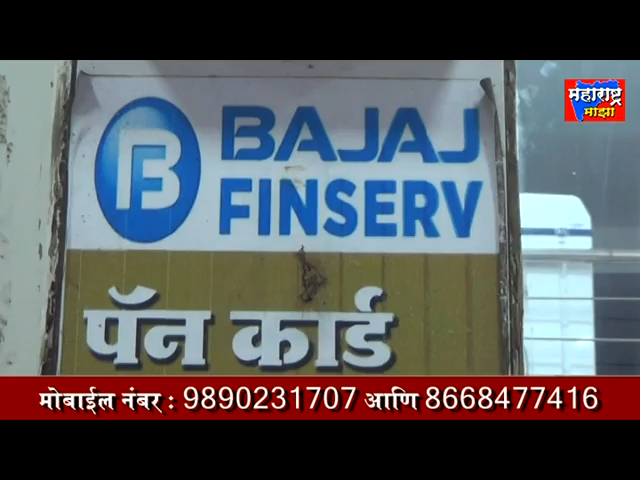 महाराष्ट्र
माझा
B
BAJAJ
FINSERV
पॅन कार्ड
मोबाईल नंबर : 9890231707 आणि 8668477416